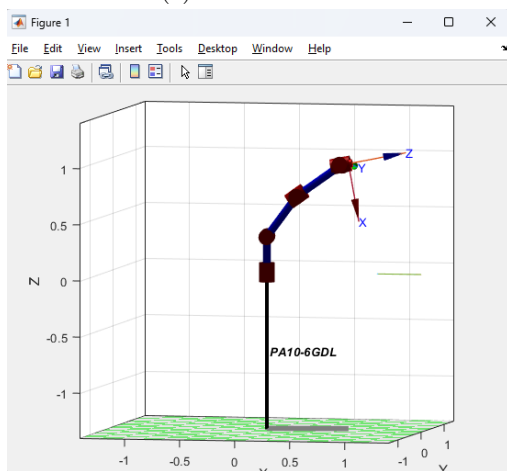 Figure 1
File Edit View Insert Tools Desktop Window Help
Z
Y
X
1
0.5
Z 0
-0.5
-1
PA10-6GDL
-1 -0.5 0 0.5 1 -1 0 1